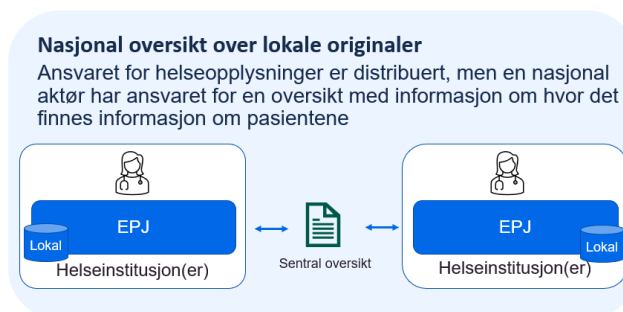 Nasjonal oversikt over lokale originaler
Ansvaret for helseopplysninger er distribuert, men en nasjonal
aktør har ansvaret for en oversikt med informasjon om hvor det
finnes informasjon om pasientene
EPJ
Lokal
Helseinstitusjon(er)
Sentral oversikt
EPJ
Lokal
Helseinstitusjon(er)